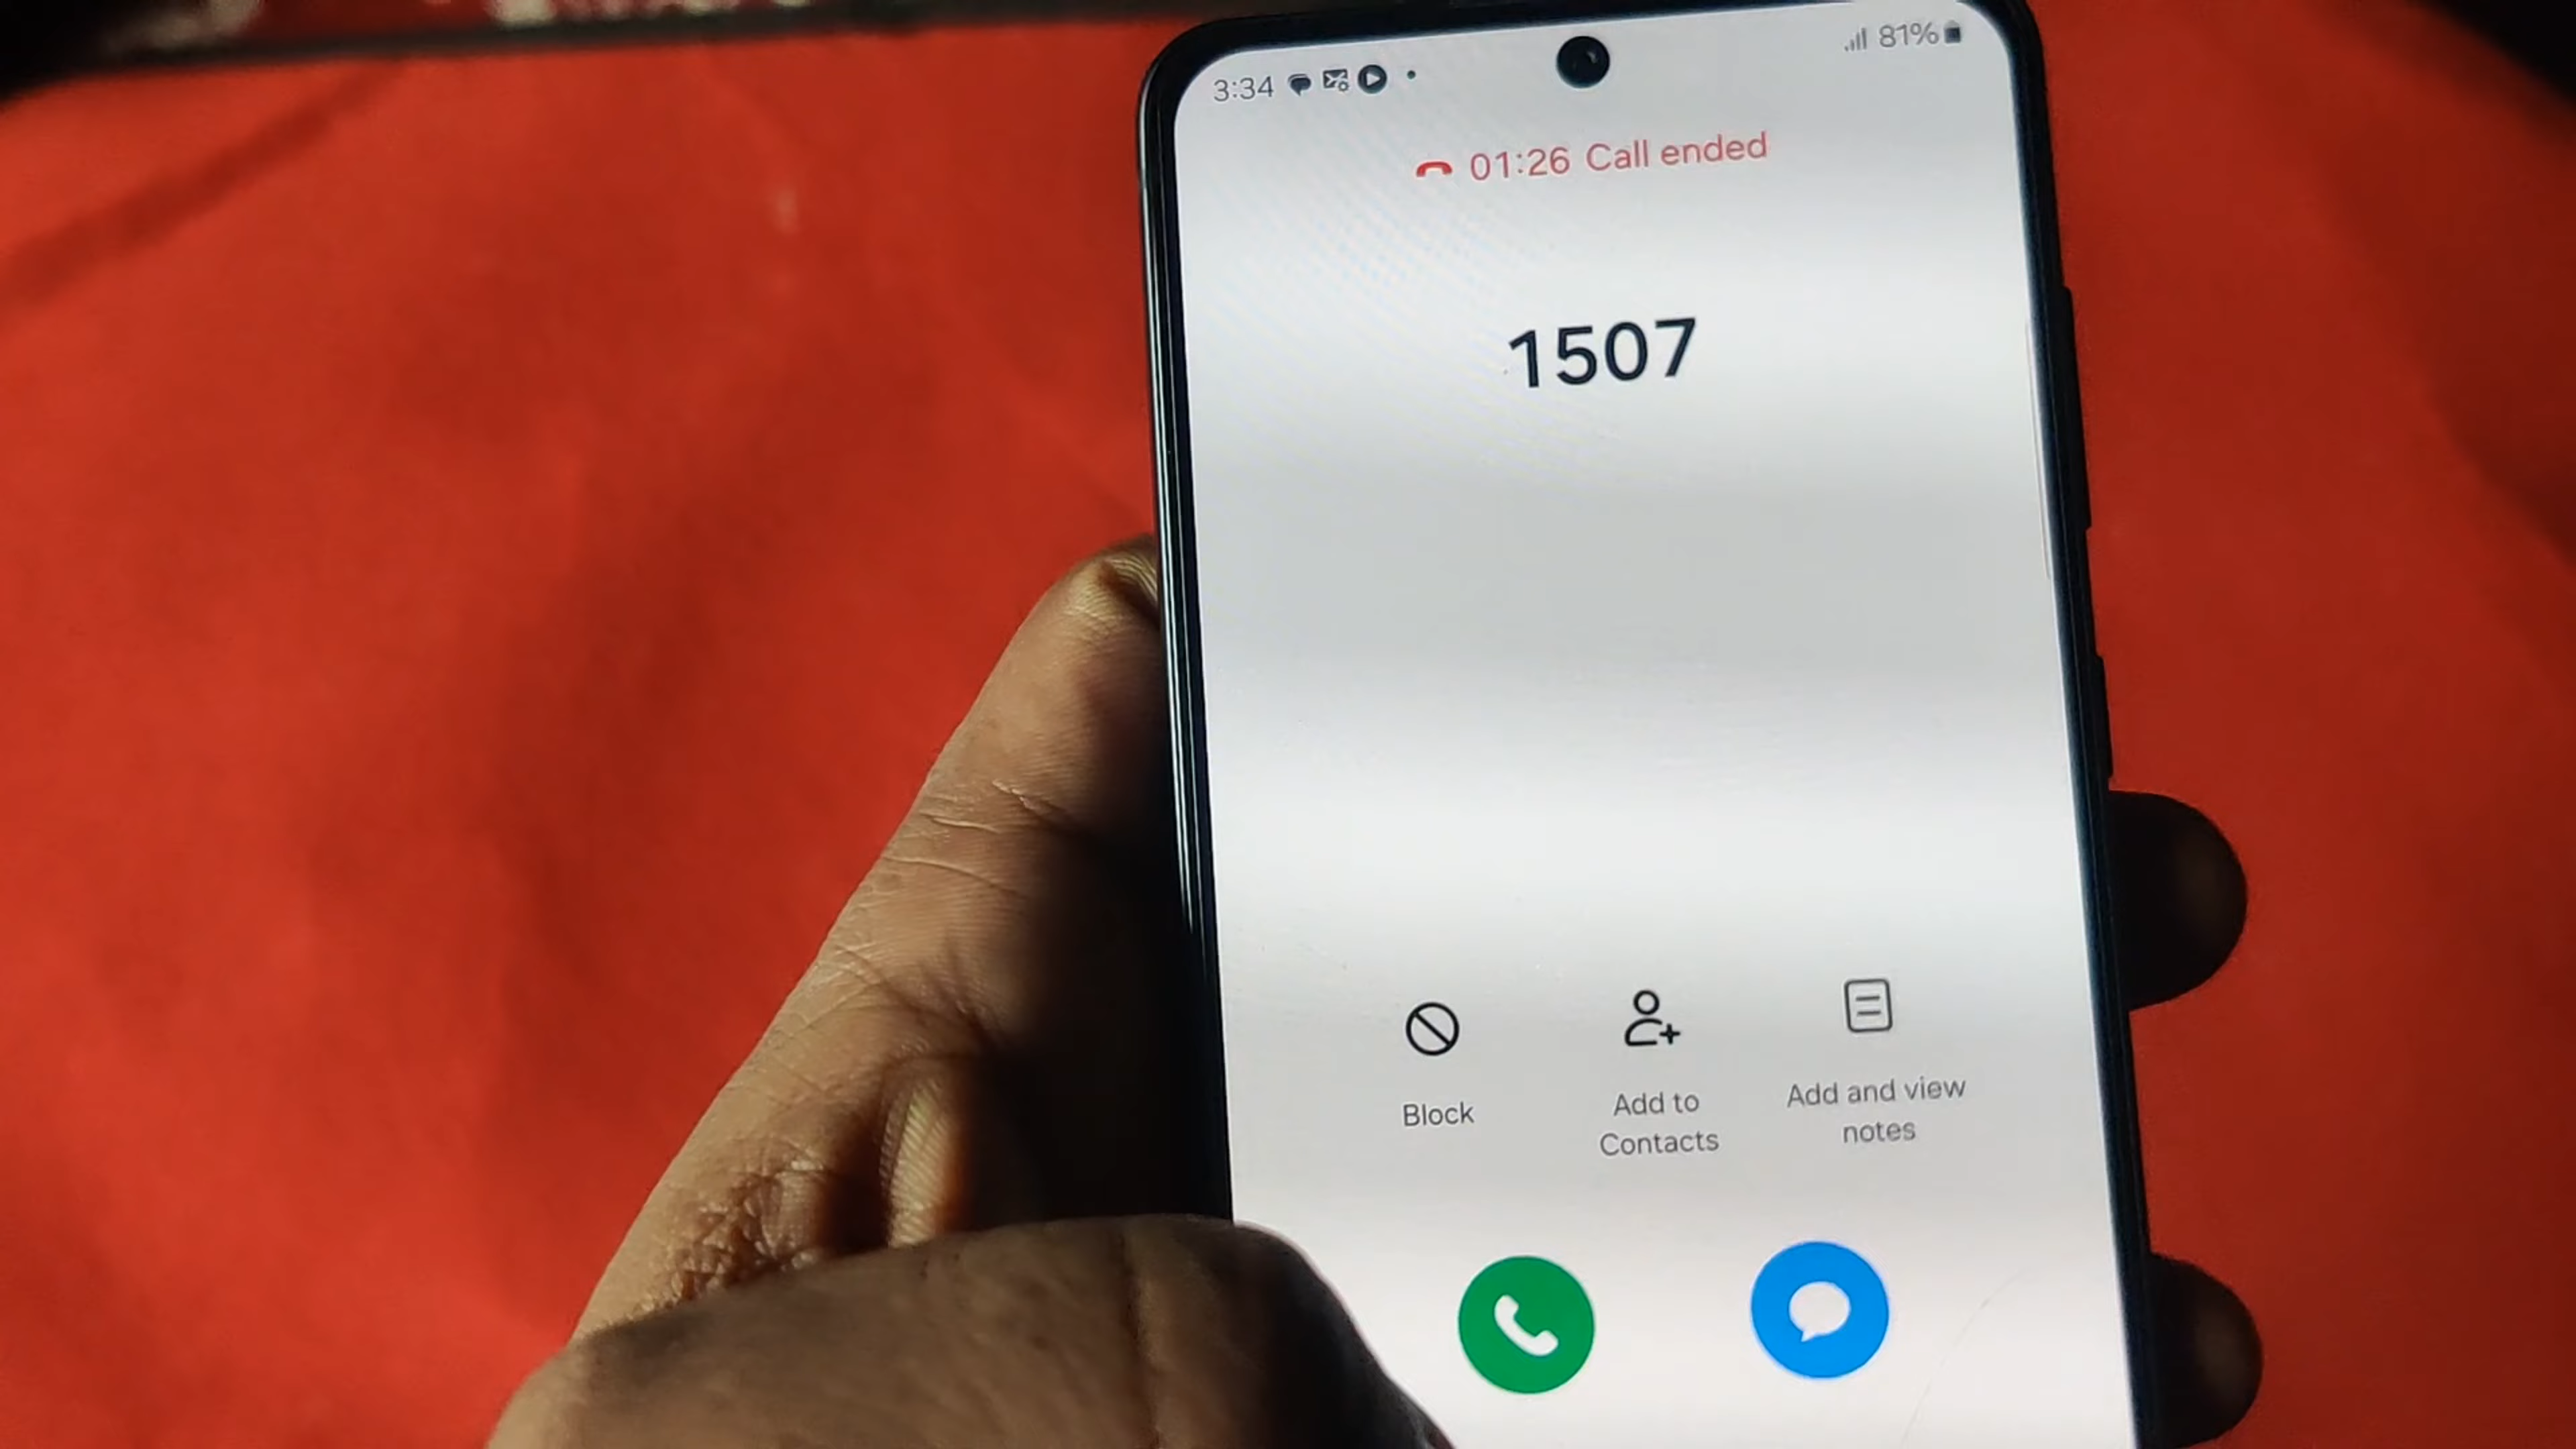 3:34 81%
01:26 Call ended
1507
Block
Add to
Contacts
Add and view
notes